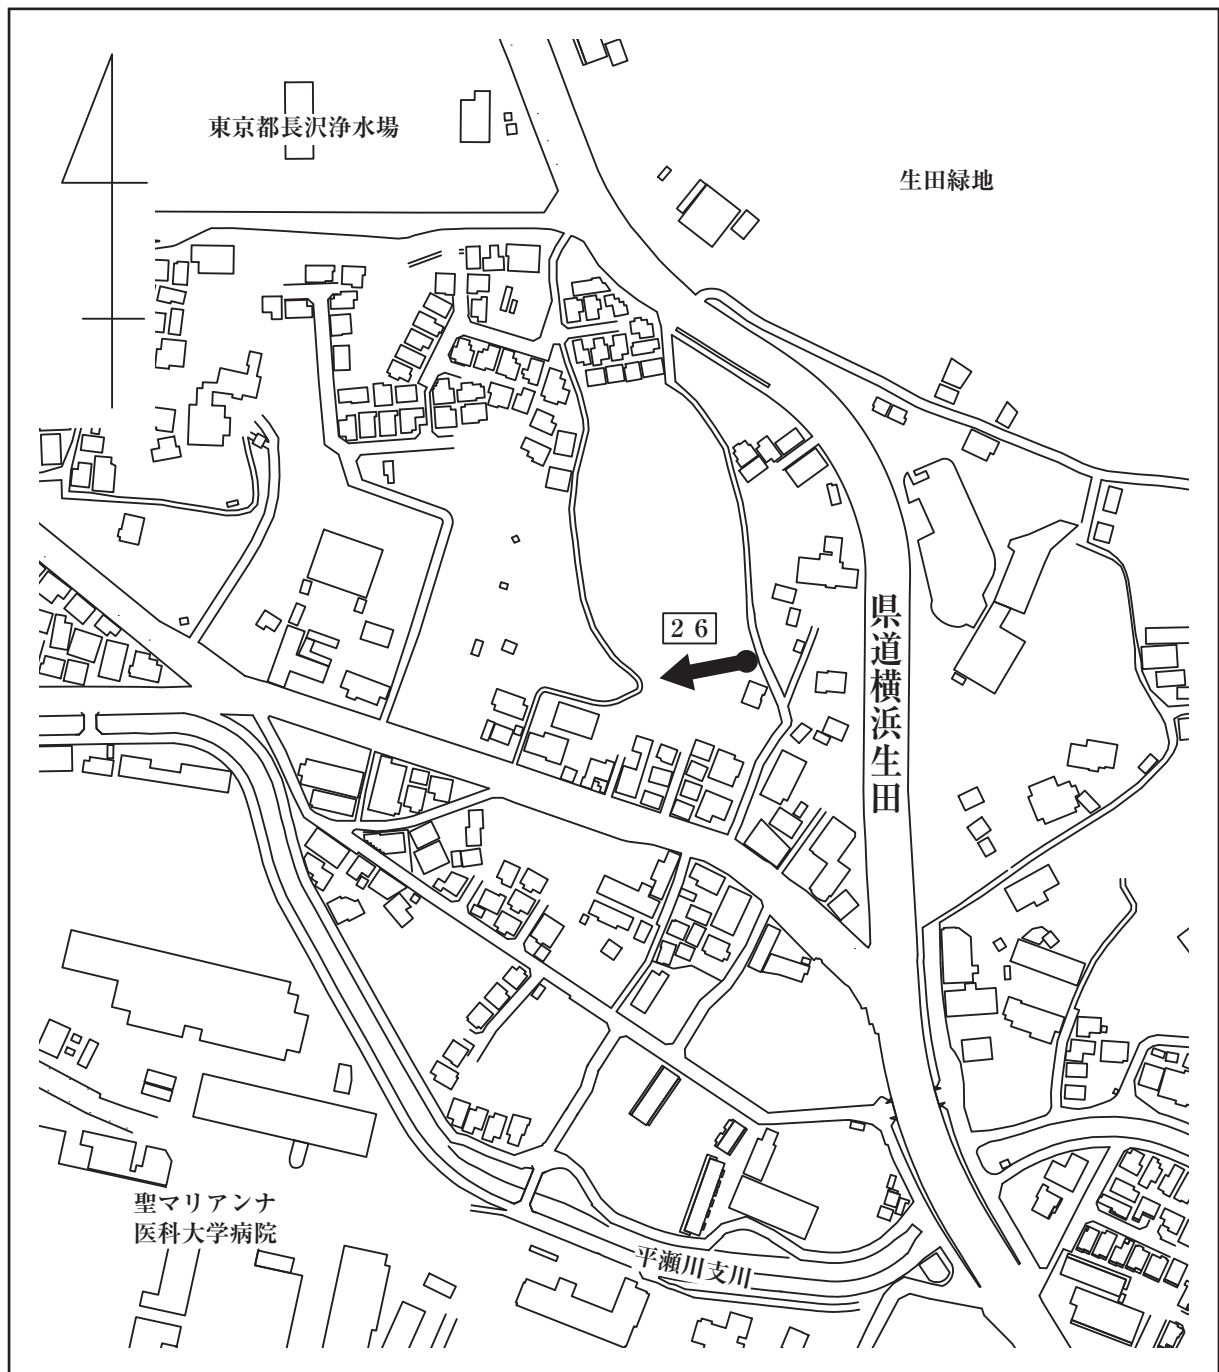 東京都長沢浄水場
生田緑地
26
県道横浜生田
聖マリアンナ
医科大学病院
平瀬川支川